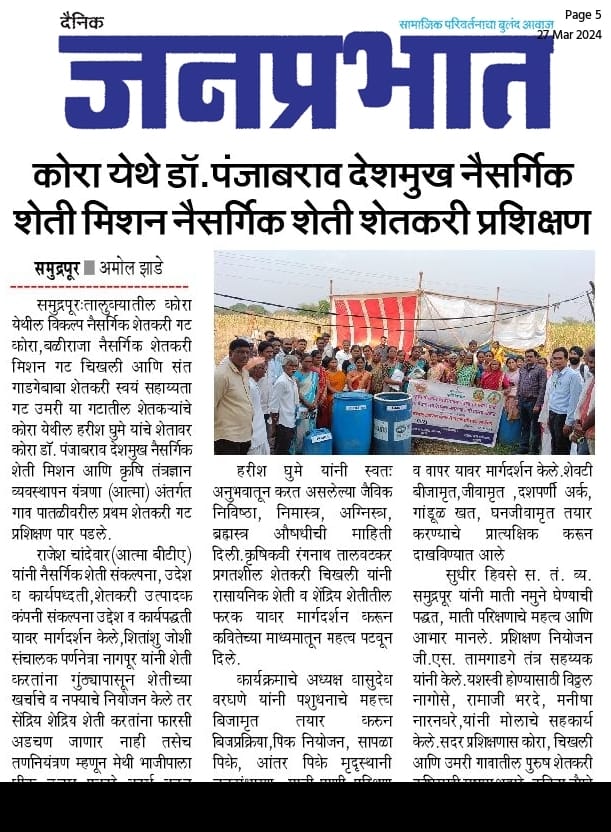 दैनिक
सामाजिक परिवर्तनाचा बुलंद आवाज
Page 5
27 Mar 2024
जनप्रभात
कोरा येथे डॉ.पंजाबराव देशमुख नैसर्गिक
शेती मिशन नैसर्गिक शेती शेतकरी प्रशिक्षण
समुद्रपूर ■ अमोल झाडे
समुद्रपूर:तालुक्यातील कोरा
येथील विकल्प नैसर्गिक शेतकरी गट
कोरा,बळीराजा नैसर्गिक शेतकरी
मिशन गट चिखली आणि संत
गाडगेबाबा शेतकरी स्वयं सहाय्यता
गट उमरी या गटातील शेतकऱ्यांचे
कोरा येथील हरीश घुमे यांचे शेतावर
कोरा डॉ. पंजाबराव देशमुख नैसर्गिक
शेती मिशन आणि कृषि तंत्रज्ञान
व्यवस्थापन यंत्रणा (आत्मा) अंतर्गत
गाव पातळीवरील प्रथम शेतकरी गट
प्रशिक्षण पार पडले.
राजेश चांदेवार(आत्मा बीटीए)
यांनी नैसर्गिक शेती संकल्पना, उदेश
व कार्यपध्दती,शेतकरी उत्पादक
कंपनी संकल्पना उद्देश व कार्यपद्धती
यावर मार्गदर्शन केले,शितांशु जोशी
संचालक पर्णनेत्रा नागपुर यांनी शेती
करतांना गुंठ्यापासून शेतीच्या
खर्चाचे व नफ्याचे नियोजन केले तर
सेंद्रिय शेद्रिय शेती करतांना फारसी
अडचण जाणार नाही तसेच
तणनियंत्रण म्हणून मेथी भाजीपाला
हरीश घुमे यांनी स्वतः
अनुभवातून करत असलेल्या जैविक
निविष्ठा, निमास्त्र, अग्निस्त्र,
ब्रह्मास्त्र औषधीची माहिती
दिली.कृषिकवी रंगनाथ तालवटकर
प्रगतशील शेतकरी चिखली यांनी
रासायनिक शेती व शेंद्रिय शेतीतील
फरक यावर मार्गदर्शन करून
कवितेच्या माध्यमातून महत्व पटवून
दिले.
कार्यक्रमाचे अध्यक्ष वासुदेव
वरघणे यांनी पशुधनाचे महत्त्व
बिजामृत तयार करुन
बिजप्रक्रिया,पिक नियोजन, सापळा
पिके, आंतर पिके मृद्स्थानी
व वापर यावर मार्गदर्शन केले.शेवटी
बीजामृत,जीवामृत ,दशपर्णी अर्क,
गांडूळ खत, घनजीवामृत तयार
करण्याचे प्रात्यक्षिक करून
दाखविण्यात आले
सुधीर हिवसे स. तं. व्य.
समुद्रपूर यांनी माती नमुने घेण्याची
पद्धत, माती परिक्षणाचे महत्व आणि
आभार मानले. प्रशिक्षण नियोजन
जी.एस. तामगाडगे तंत्र सहय्यक
यांनी केले.यशस्वी होण्यासाठी विठ्ठल
नागोसे, रामाजी भरदे, मनीषा
नारनवरे,यांनी मोलाचे सहकार्य
केले.सदर प्रशिक्षणास कोरा, चिखली
आणि उमरी गावातील पुरुष शेतकरी